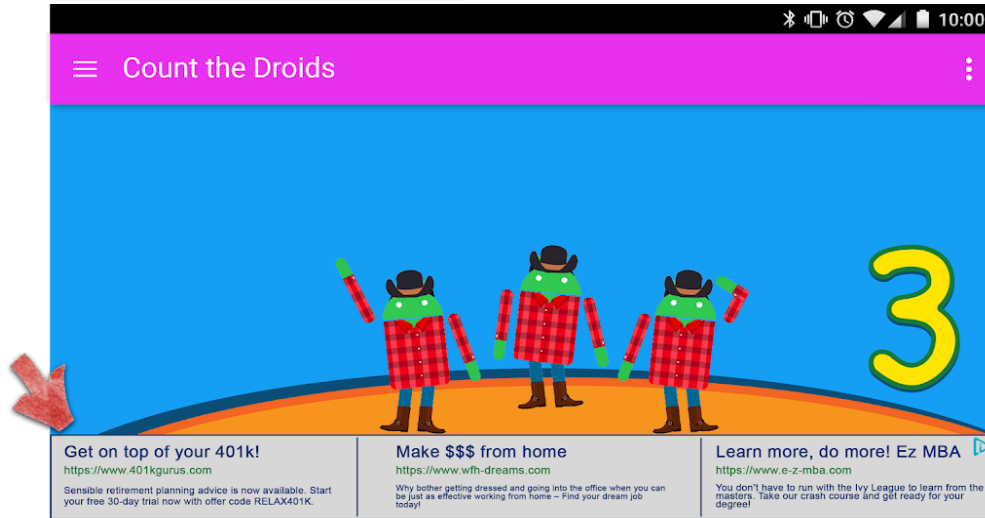 10:00
Count the Droids
3
Get on top of your 401k!
https://www.401kgurus.com
Sensible retirement planning advice is now available. Start
your free 30-day trial now with offer code RELAX401K.
Make $$$ from home
https://www.wfh-dreams.com
Why bother getting dressed and going into the office when you can
be just as effective working from home – Find your dream job
today!
Learn more, do more! Ez MBA
https://www.e-z-mba.com
You don't have to run with the Ivy League to learn from the
masters. Take our crash course and get ready for your
degree!